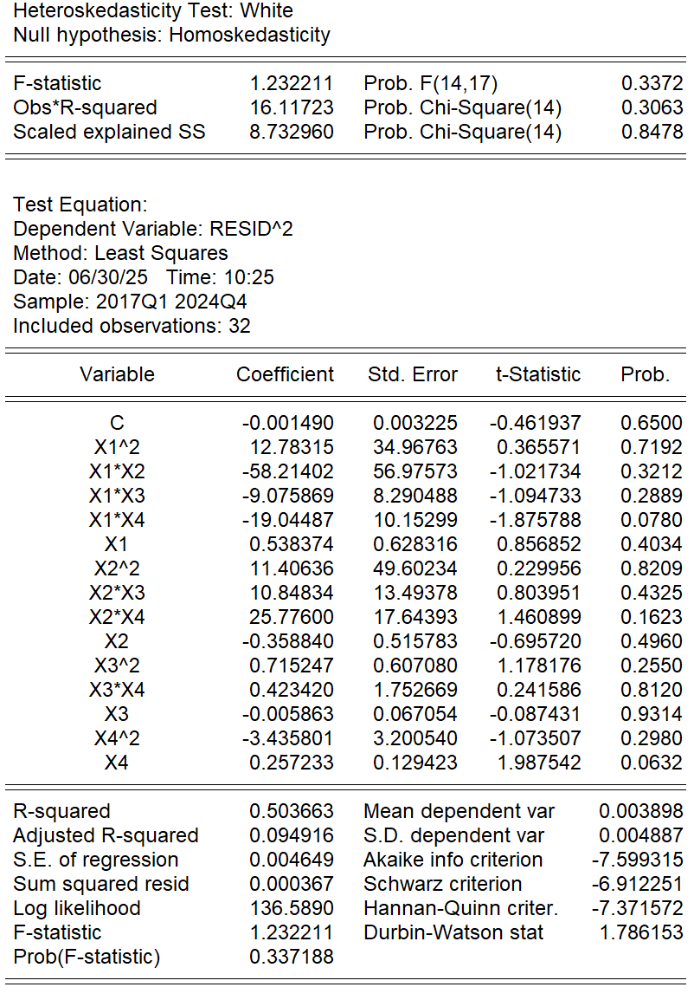 Heteroskedasticity Test: White
Null hypothesis: Homoskedasticity
F-statistic 1.232211 Prob. F(14,17) 0.3372
Obs*R-squared 16.11723 Prob. Chi-Square(14) 0.3063
Scaled explained SS 8.732960 Prob. Chi-Square(14) 0.8478
Test Equation:
Dependent Variable: RESID^2
Method: Least Squares
Date: 06/30/25 Time: 10:25
Sample: 2017Q1 2024Q4
Included observations: 32
Variable Coefficient Std. Error t-Statistic Prob.
C -0.001490 0.003225 -0.461937 0.6500
X1^2 12.78315 34.96763 0.365571 0.7192
X1*X2 -58.21402 56.97573 -1.021734 0.3212
X1*X3 -9.075869 8.290488 -1.094733 0.2889
X1*X4 -19.04487 10.15299 -1.875788 0.0780
X1 0.538374 0.628316 0.856852 0.4034
X2^2 11.40636 49.60234 0.229956 0.8209
X2*X3 10.84834 13.49378 0.803951 0.4325
X2*X4 25.77600 17.64393 1.460899 0.1623
X2 -0.358840 0.515783 -0.695720 0.4960
X3^2 0.715247 0.607080 1.178176 0.2550
X3*X4 0.423420 1.752669 0.241586 0.8120
X3 -0.005863 0.067054 -0.087431 0.9314
X4^2 -3.435801 3.200540 -1.073507 0.2980
X4 0.257233 0.129423 1.987542 0.0632
R-squared 0.503663 Mean dependent var 0.003898
Adjusted R-squared 0.094916 S.D. dependent var 0.004887
S.E. of regression 0.004649 Akaike info criterion -7.599315
Sum squared resid 0.000367 Schwarz criterion -6.912251
Log likelihood 136.5890 Hannan-Quinn criter. -7.371572
F-statistic 1.232211 Durbin-Watson stat 1.786153
Prob(F-statistic) 0.337188